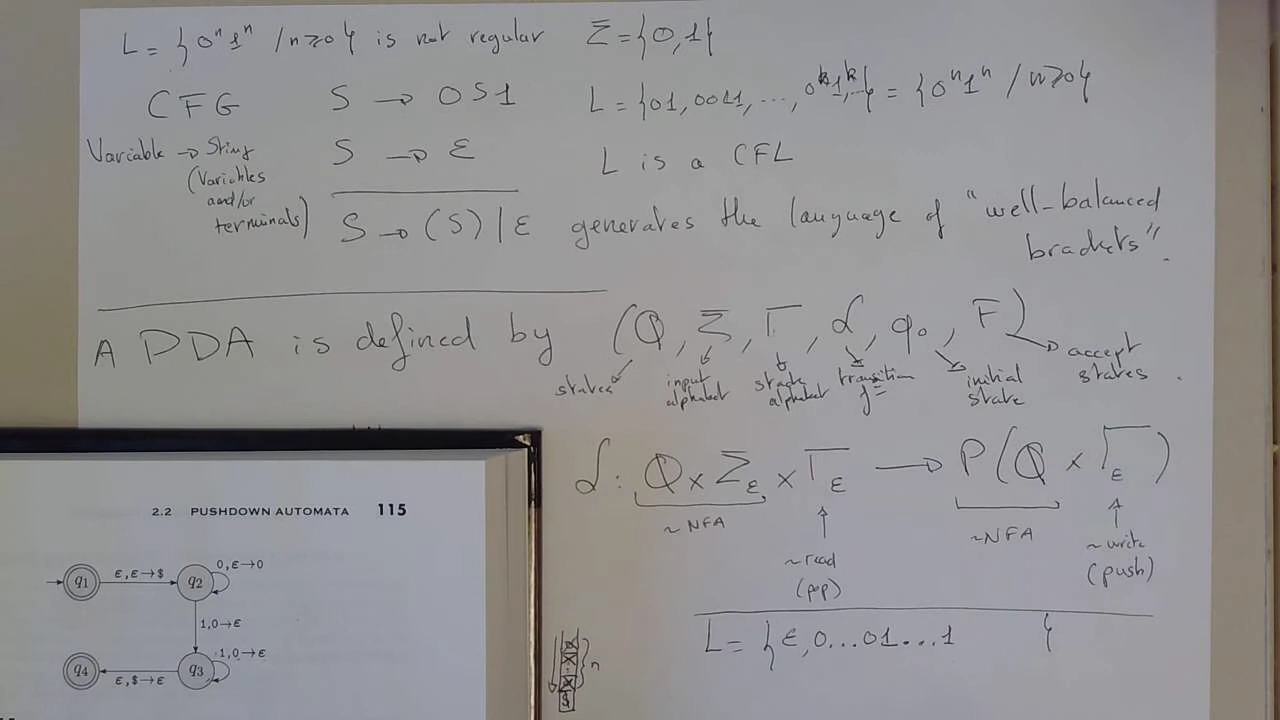 L = { 0ⁿ1ⁿ / n≥0 } is not regular Σ = {0,1}
CFG S → 0S1 L = {01, 0011, ..., 0ᵏ1ᵏ, ..} = {0ⁿ1ⁿ / n≥0}
Variable → String S → ε L is a CFL
(Variables
and/or
terminals)
S → (S) | ε generates the language of "well-balanced
brackets".
A PDA is defined by (Q, Σ, Γ, δ, q₀, F)
states input alphabet stack alphabet transition fⁿ initial state accept states.
δ: Q × Σε × Γε → P(Q × Γε)
~NFA ~read (pop) ~NFA ~write (push)
L = {ε, 0...01...1 }
2.2 PUSHDOWN AUTOMATA 115
q1 ε,ε→$ q2 0,ε→0
1,0→ε
q4 ε,$→ε q3 1,0→ε
$ n